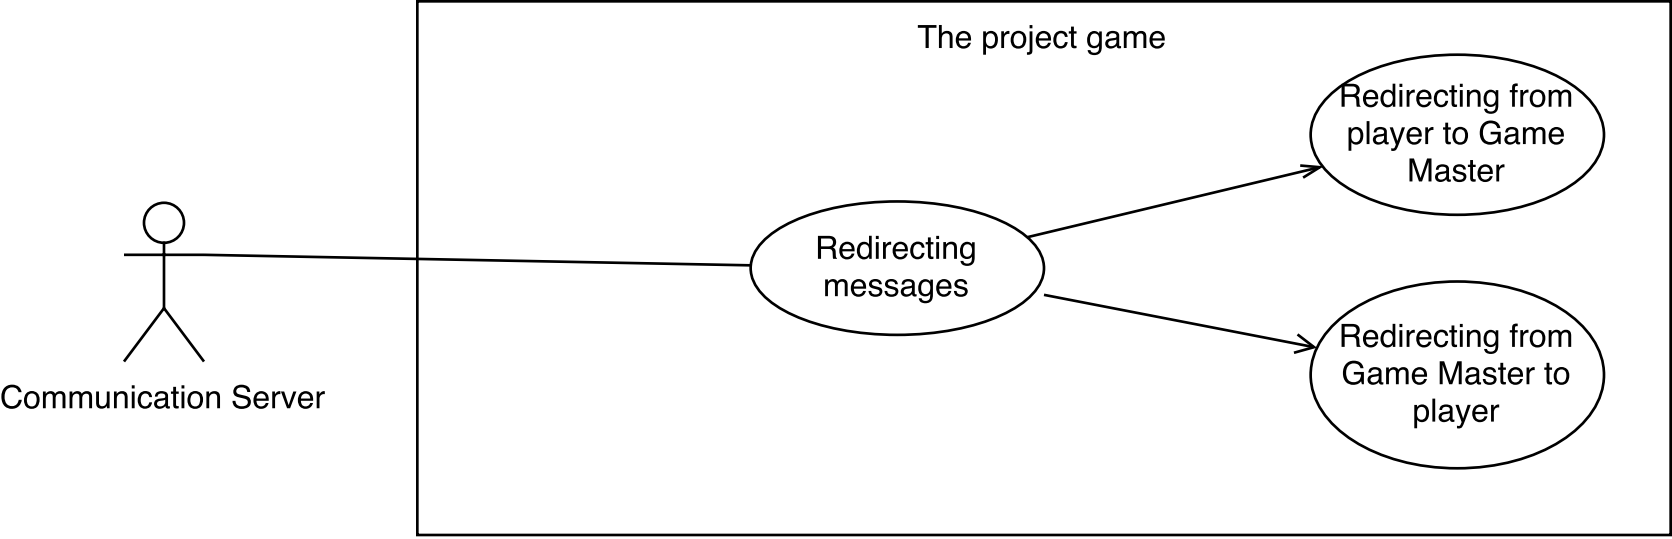 The project game
Redirecting from
player to Game
Master
Redirecting
messages
Redirecting from
Game Master to
player
Communication Server